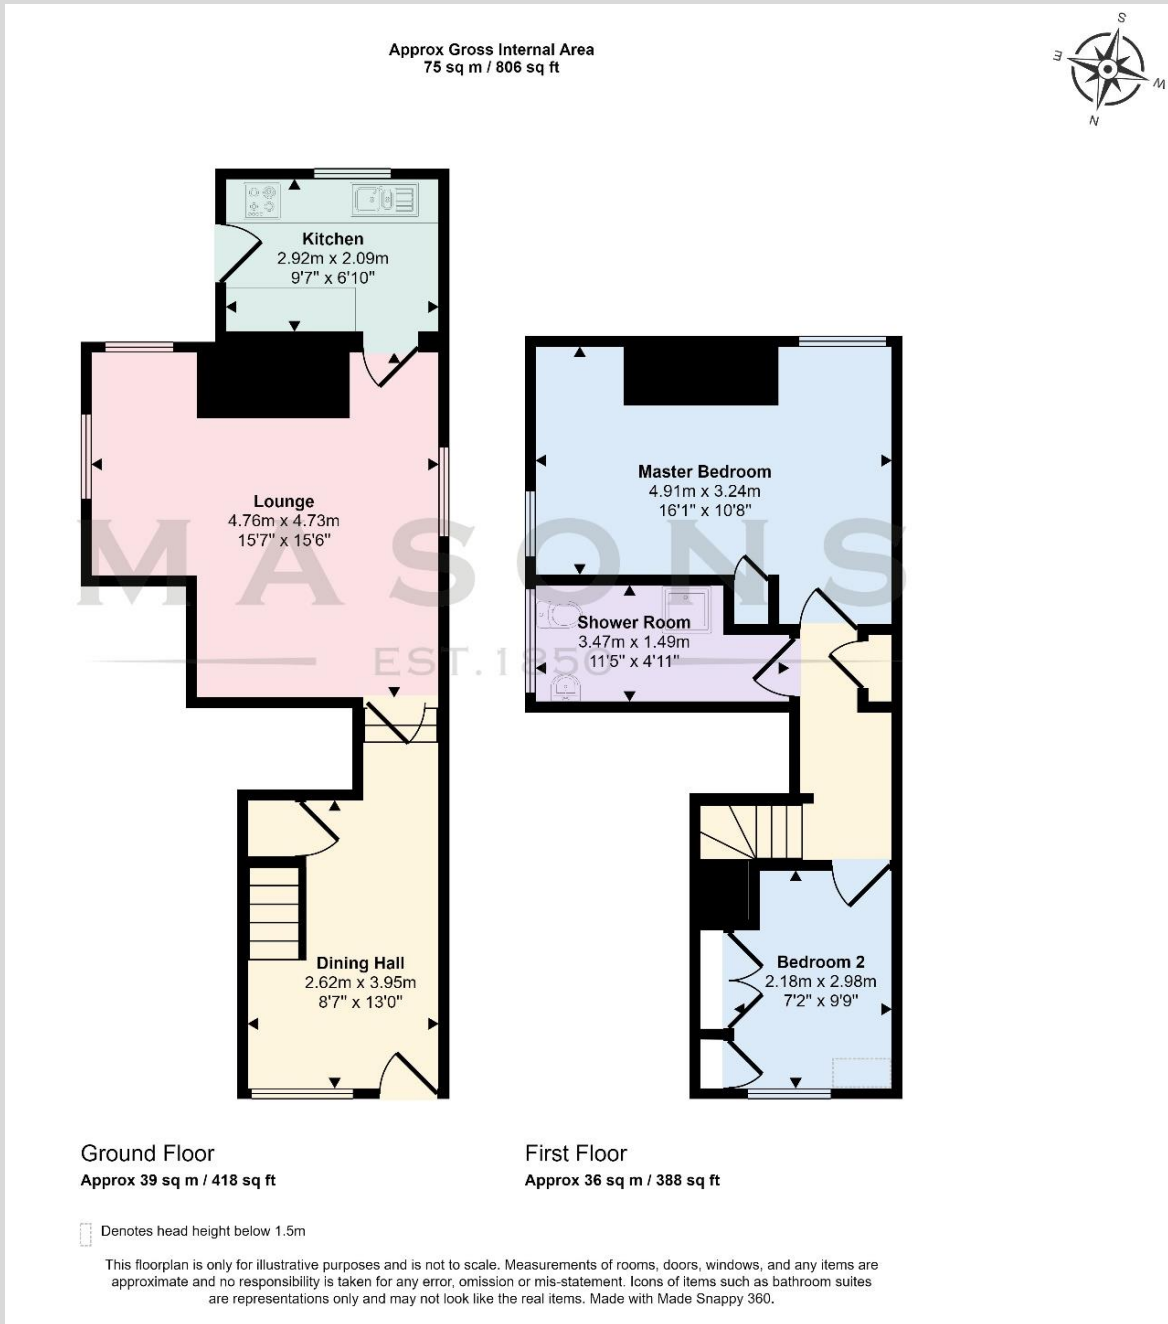 Approx Gross Internal Area
75 sq m / 806 sq ft
S
E
W
N
Kitchen
2.92m x 2.09m
9'7" x 6'10"
Lounge
4.76m x 4.73m
15'7" x 15'6"
Master Bedroom
4.91m x 3.24m
16'1" x 10'8"
MASONS
EST.1850
Shower Room
3.47m x 1.49m
11'5" x 4'11"
Dining Hall
2.62m x 3.95m
8'7" x 13'0"
Bedroom 2
2.18m x 2.98m
7'2" x 9'9"
Ground Floor
Approx 39 sq m / 418 sq ft
First Floor
Approx 36 sq m / 388 sq ft
Denotes head height below 1.5m
This floorplan is only for illustrative purposes and is not to scale. Measurements of rooms, doors, windows, and any items are
approximate and no responsibility is taken for any error, omission or mis-statement. Icons of items such as bathroom suites
are representations only and may not look like the real items. Made with Made Snappy 360.